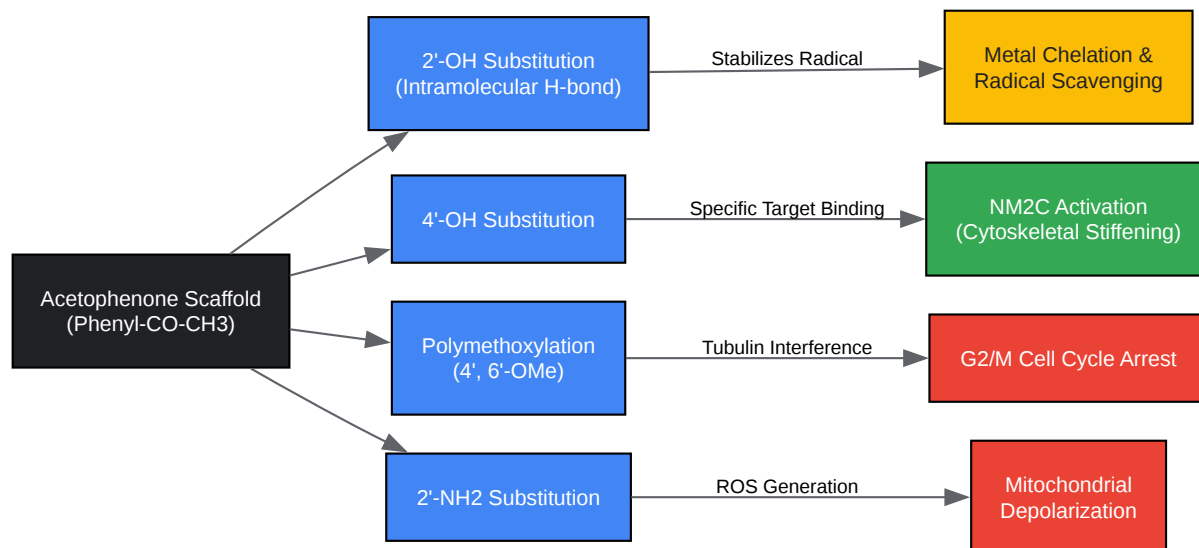 2'-OH Substitution
(Intramolecular H-bond)
Stabilizes Radical
Metal Chelation &
Radical Scavenging
4'-OH Substitution
Specific Target Binding
NM2C Activation
(Cytoskeletal Stiffening)
Acetophenone Scaffold
(Phenyl-CO-CH3)
Polymethoxylation
(4', 6'-OMe)
Tubulin Interference
G2/M Cell Cycle Arrest
2'-NH2 Substitution
ROS Generation
Mitochondrial
Depolarization